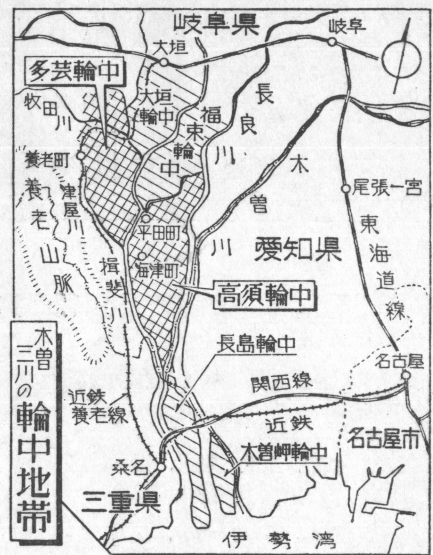 岐阜県
大垣
岐阜
多芸輪中
大垣輪中
福束輪中
長良川
牧田川
養老町
津屋川
養老山脈
木曽川
尾張一宮
東海道線
平田町
海津町
愛知県
揖斐川
高須輪中
長島輪中
名古屋
関西線
近鉄養老線
近鉄
木曽岬輪中
名古屋市
桑名
三重県
伊勢湾
木曽三川の輪中地帯